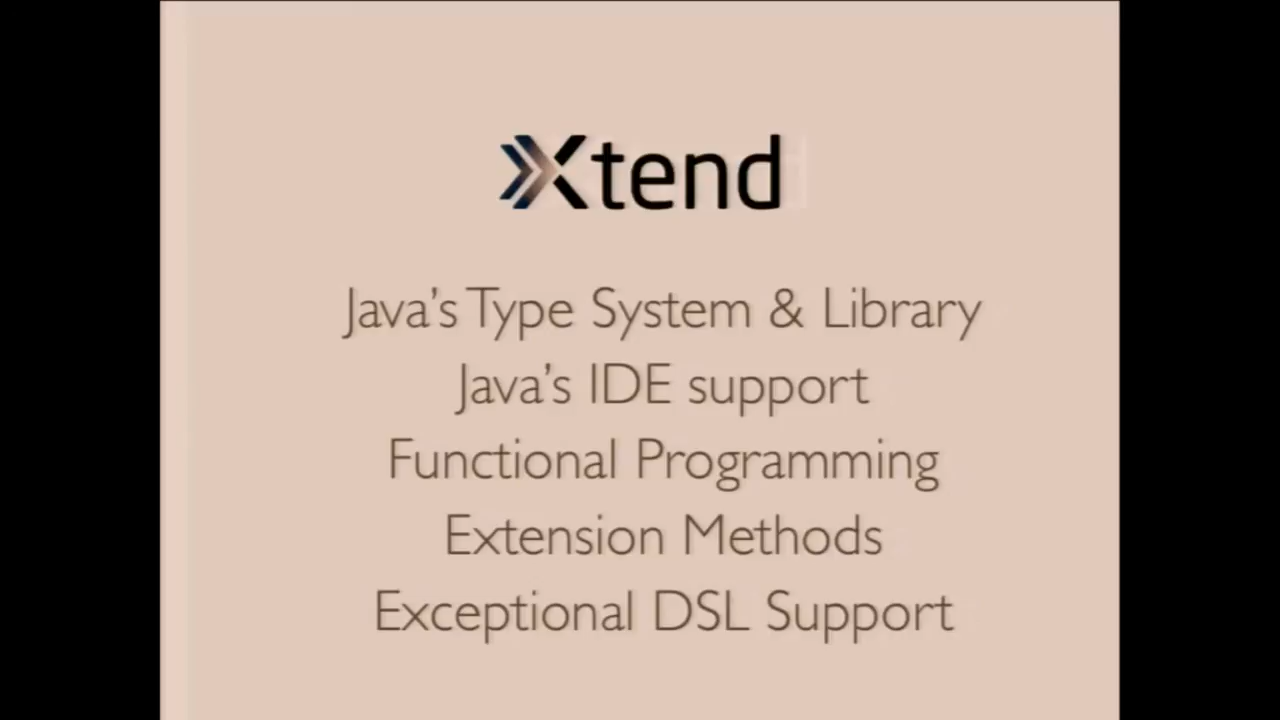 Xtend
Java's Type System & Library
Java's IDE support
Functional Programming
Extension Methods
Exceptional DSL Support